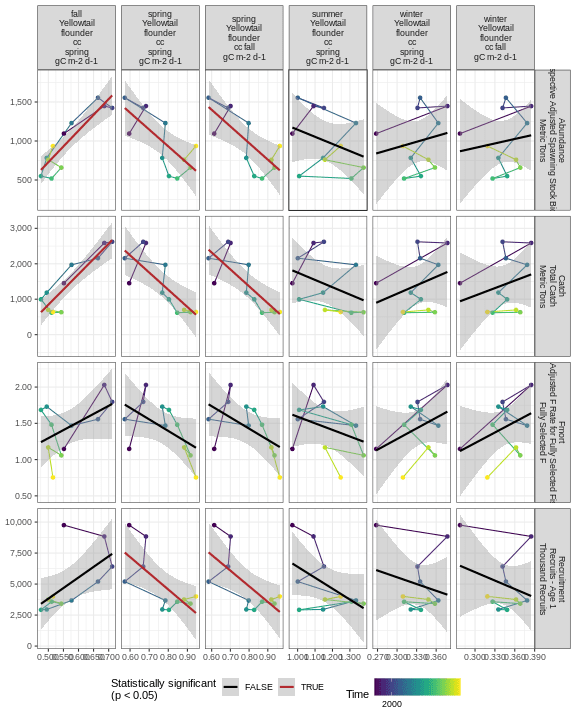 fall
Yellowtail
flounder
cc
spring
gC m-2 d-1
spring
Yellowtail
flounder
cc
spring
gC m-2 d-1
spring
Yellowtail
flounder
cc fall
gC m-2 d-1
summer
Yellowtail
flounder
cc
spring
gC m-2 d-1
winter
Yellowtail
flounder
cc
spring
gC m-2 d-1
winter
Yellowtail
flounder
cc fall
gC m-2 d-1
1,500
1,000
500
Abundance
Adjusted Spawning Stock
Metric Tons
3,000
2,000
1,000
0
Catch
Total Catch
Metric Tons
2.00
1.50
1.00
0.50
Fmort
Adjusted F Rate for Fully Selected
Fully Selected F
10,000
7,500
5,000
2,500
0
Recruitment
Recruits - Age 1
Thousand Recruits
0.500 0.550 0.600 0.650 0.700
0.60 0.70 0.80 0.90
0.60 0.70 0.80 0.90
1.000 1.100 1.200 1.300
0.270 0.300 0.330 0.360
0.300 0.330 0.360 0.390
Statistically significant
(p < 0.05)
FALSE
TRUE
Time
2000